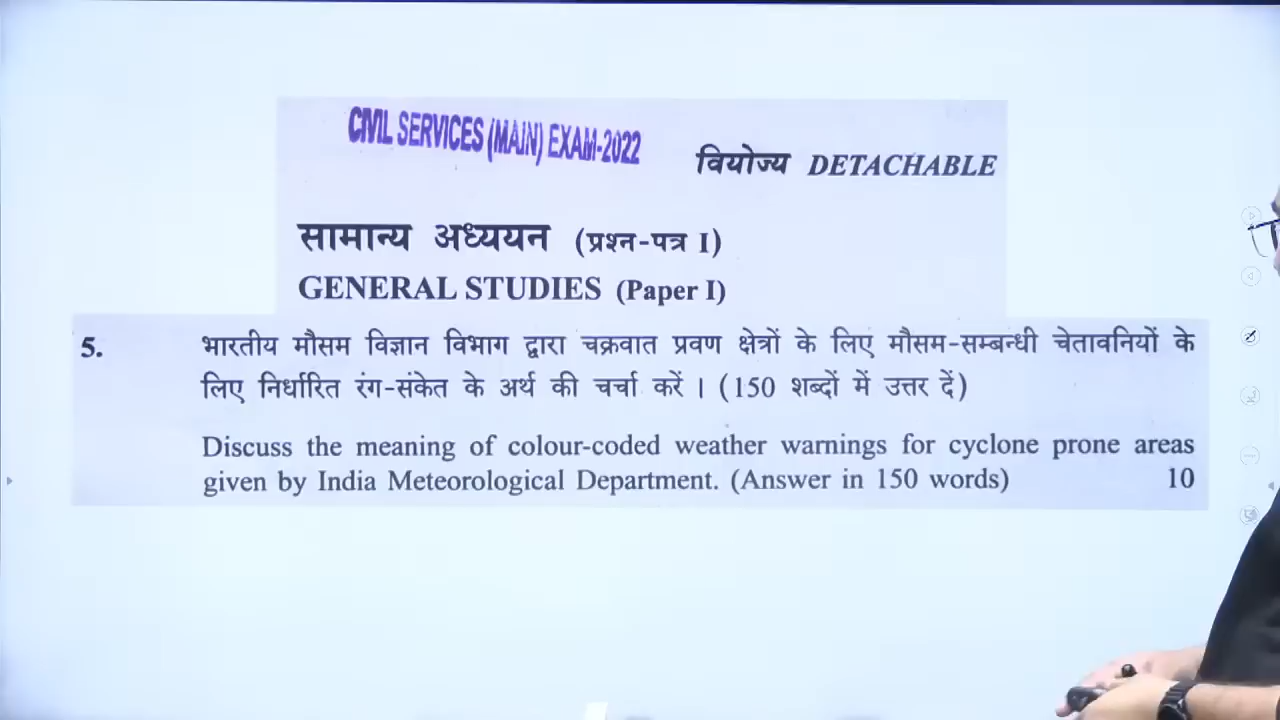 CIVIL SERVICES (MAIN) EXAM-2022
वियोज्य DETACHABLE
सामान्य अध्ययन (प्रश्न-पत्र I)
GENERAL STUDIES (Paper I)
5. भारतीय मौसम विज्ञान विभाग द्वारा चक्रवात प्रवण क्षेत्रों के लिए मौसम-सम्बन्धी चेतावनियों के
लिए निर्धारित रंग-संकेत के अर्थ की चर्चा करें । (150 शब्दों में उत्तर दें)
Discuss the meaning of colour-coded weather warnings for cyclone prone areas
given by India Meteorological Department. (Answer in 150 words) 10